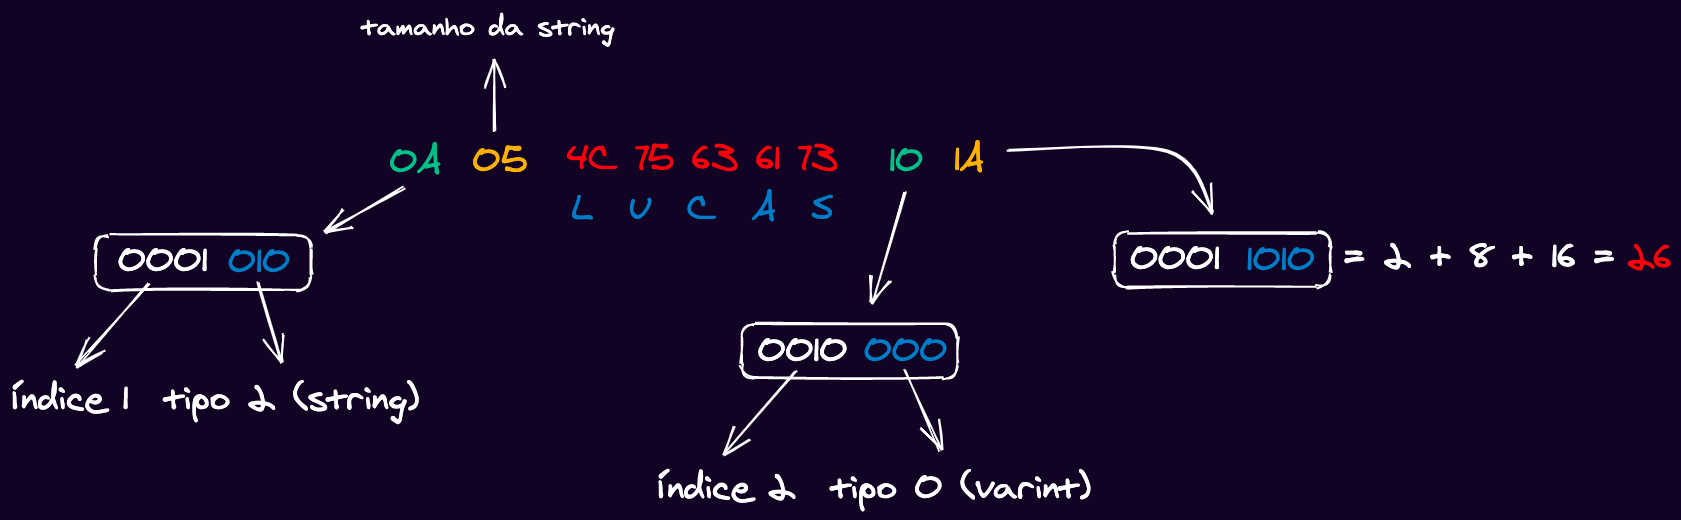 tamanho da string
0A 05 4C 75 63 61 73 10 1A
L U C A S
0001 010
0001 1010 = 2 + 8 + 16 = 26
0010 000
índice 1 tipo 2 (string)
índice 2 tipo 0 (varint)